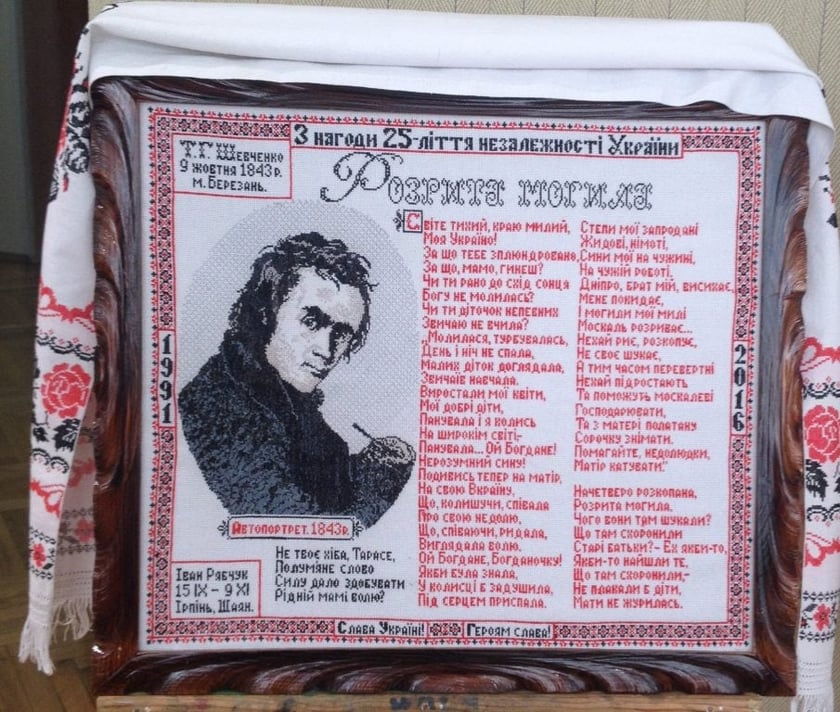 З нагоди 25-ліття незалежності України
Т.Г. Шевченко
9 жовтня 1843р.
м. Березань.
Розрита могила
Світе тихий, краю милий,
Моя Україно!
За що тебе зплюндровано,
За що, мамо, гинеш?
Чи ти рано до схід сонця
Богу не молилась?
Чи ти діточок непевних
Звичаю не вчила?
„Молилася, турбувалась,
День і ніч не спала,
Малих діток доглядала,
Звичаїв навчала.
Виростали мої квіти,
Мої добрі діти,
Панувала і я колись
На широкім світі,-
Панувала... Ой Богдане!
Нерозумний сину!
Подивись тепер на матір,
На свою Вкраїну,
Що, колишучи, співала
Про свою недолю,
Що, співаючи, ридала,
Виглядала волю.
Ой Богдане, Богданочку!
Якби була знала,
У колисці б задушила,
Під серцем приспала.
Степи мої запродані
Жидові, німоті,
Сини мої на чужині,
На чужій роботі.
Дніпро, брат мій, висихає,
Мене покидає,
І могили мої милі
Москаль розриває...
Нехай риє, розкопує,
Не своє шукає,
А тим часом перевертні
Нехай підростають
Та поможуть москалеві
Господарювати,
Та з матері полатану
Сорочку знімати.
Помагайте, недолюдки,
Матір катувати."
Начетверо розкопана,
Розрита могила.
Чого вони там шукали?
Що там схоронили
Старі батьки? - Ех якби-то,
Якби-то найшли те,
Що там схоронили,-
Не плакали б діти,
Мати не журилась.
1991
2016
Автопортрет. 1843р.
Не твоє хіба, Тарасе,
Полумяне слово
Силу дало здобувати
Рідній мамі волю?
Іван Рябчук
15 IX – 9 XI
Ірпінь, Шаян.
Слава Україні!
Героям слава!